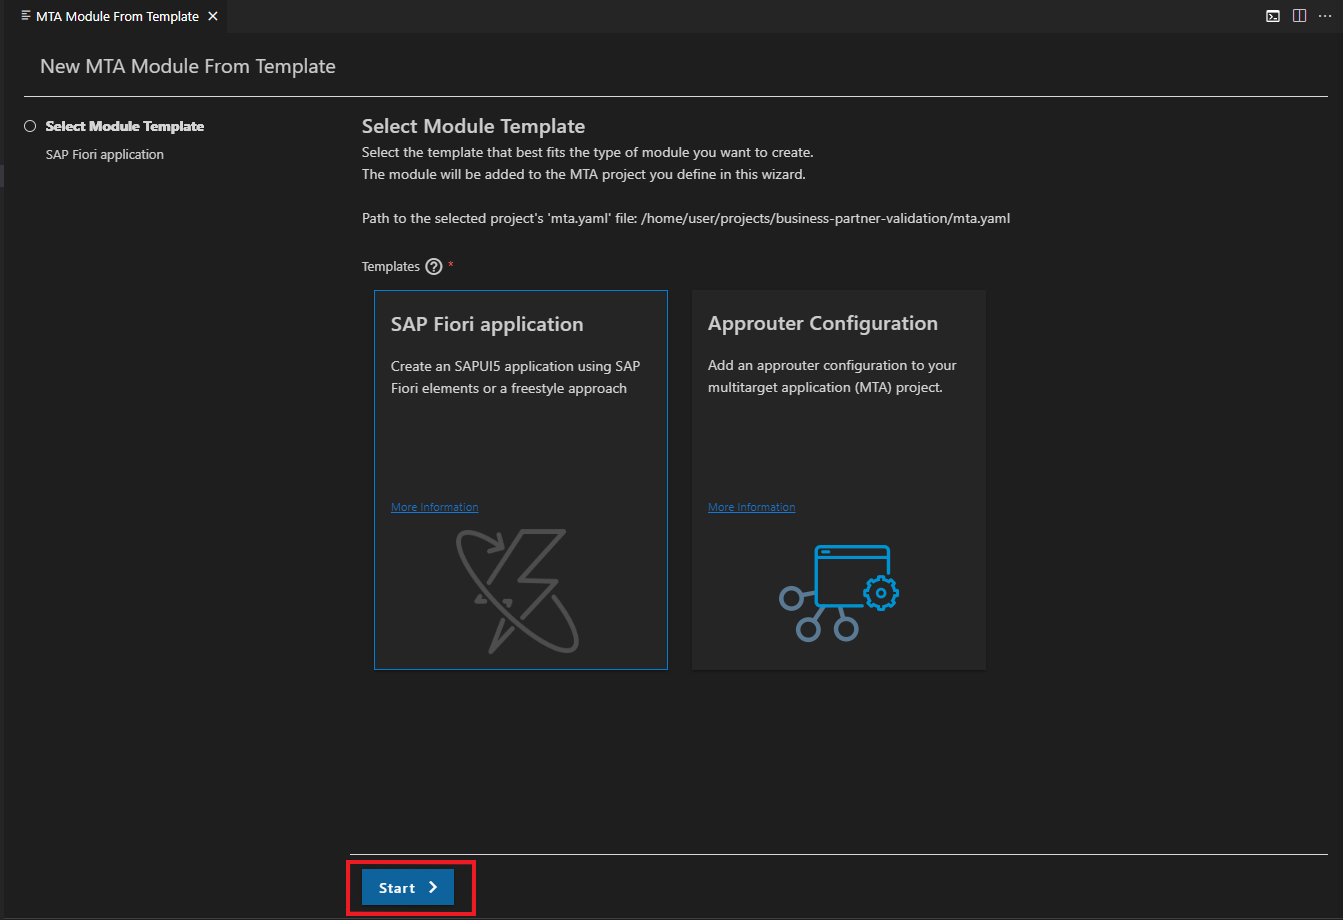 MTA Module From Template
New MTA Module From Template
Select Module Template
SAP Fiori application
Select Module Template
Select the template that best fits the type of module you want to create.
The module will be added to the MTA project you define in this wizard.
Path to the selected project's 'mta.yaml' file: /home/user/projects/business-partner-validation/mta.yaml
Templates ? *
SAP Fiori application
Create an SAPUI5 application using SAP
Fiori elements or a freestyle approach
More Information
Approuter Configuration
Add an approuter configuration to your
multitarget application (MTA) project.
More Information
Start